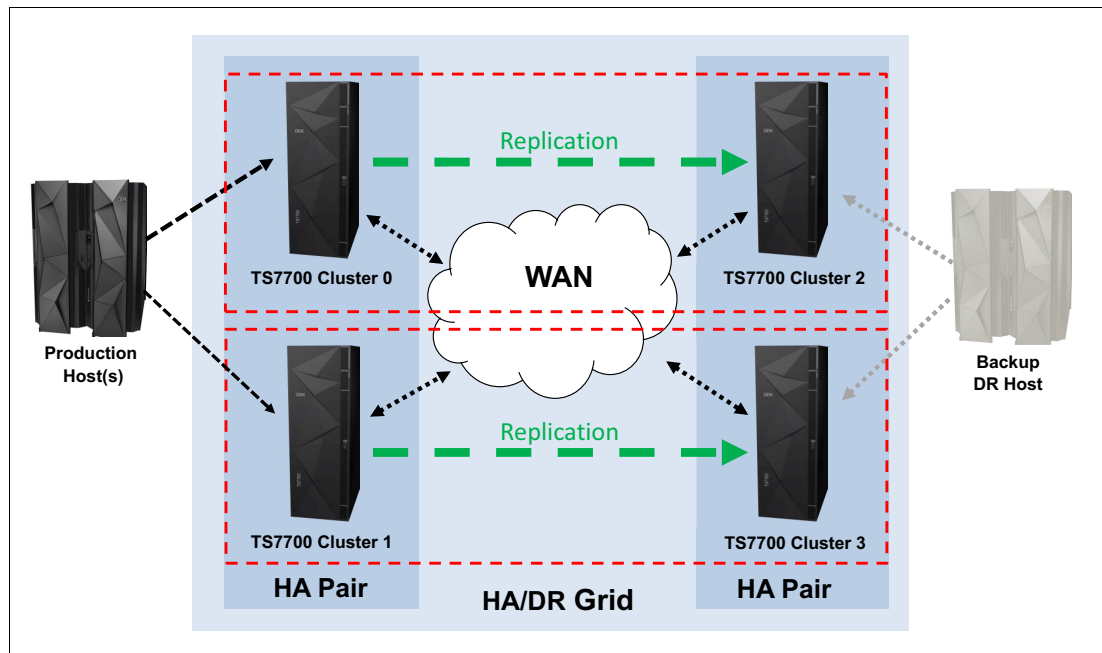 Replication
WAN
TS7700 Cluster 0
TS7700 Cluster 2
Production
Host(s)
Backup
DR Host
Replication
TS7700 Cluster 1
TS7700 Cluster 3
HA Pair
HA/DR Grid
HA Pair